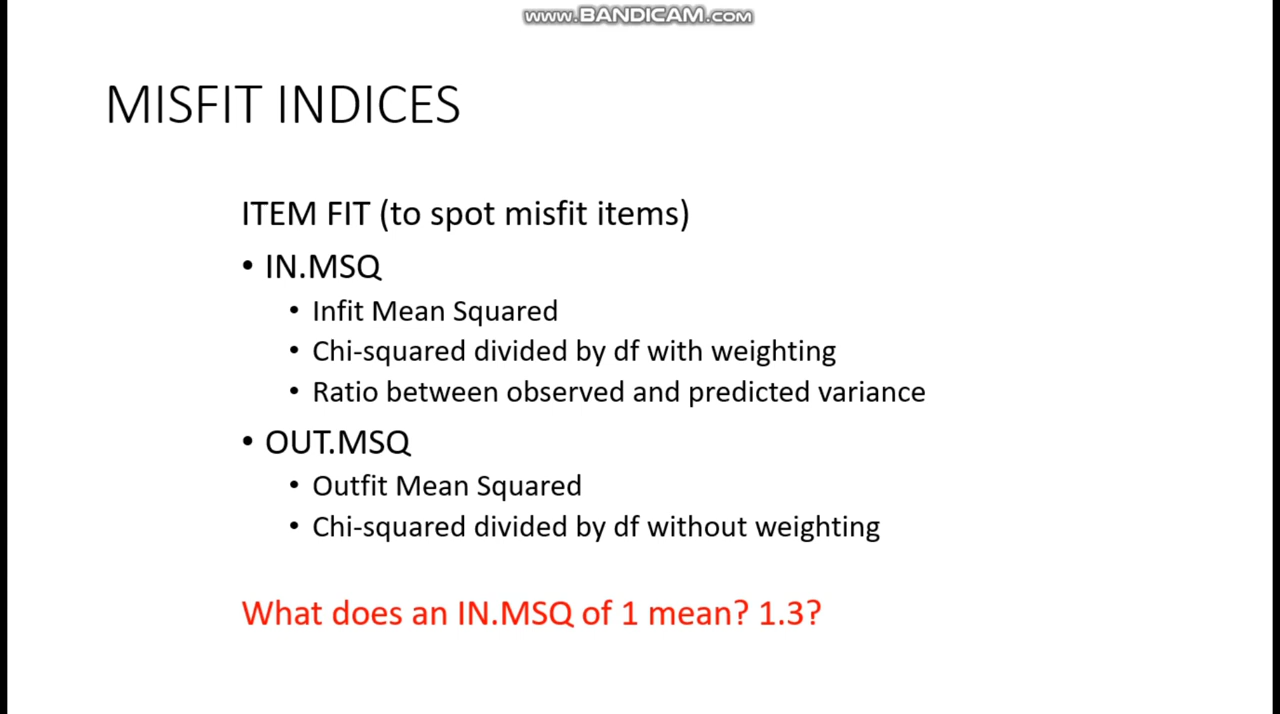 www.BANDICAM.com
MISFIT INDICES
ITEM FIT (to spot misfit items)
• IN.MSQ
• Infit Mean Squared
• Chi-squared divided by df with weighting
• Ratio between observed and predicted variance
• OUT.MSQ
• Outfit Mean Squared
• Chi-squared divided by df without weighting
What does an IN.MSQ of 1 mean? 1.3?